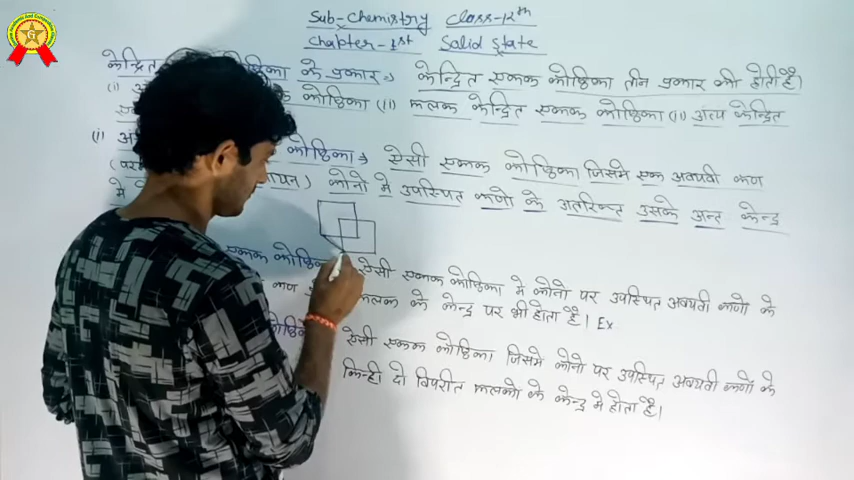 Sub-Chemistry Class-12th
Chapter-1st Solid State
केन्द्रित कोष्ठिका के प्रकार ⇒ केन्द्रित एकक कोष्ठिका तीन प्रकार की होती है।
(i) कोष्ठिका (ii) फलक केन्द्रित एकक कोष्ठिका (iii) अन्त्य केन्द्रित
(i) कोष्ठिका ⇒ ऐसी एकक कोष्ठिका जिसमे एक अवयवी कण
कोनो मे उपस्थित कणो के अतिरिक्त उसके अन्त केन्द्र
मे
एकक कोष्ठिका ऐसी एकक कोष्ठिका मे कोनो पर उपस्थित अवयवी कणो के
कण फलक के केन्द्र पर भी होता है। Ex
ऐसी एकक कोष्ठिका जिसमे कोनो पर उपस्थित अवयवी कणों के
किन्ही दो विपरीत फलको के केन्द्र मे होता है।